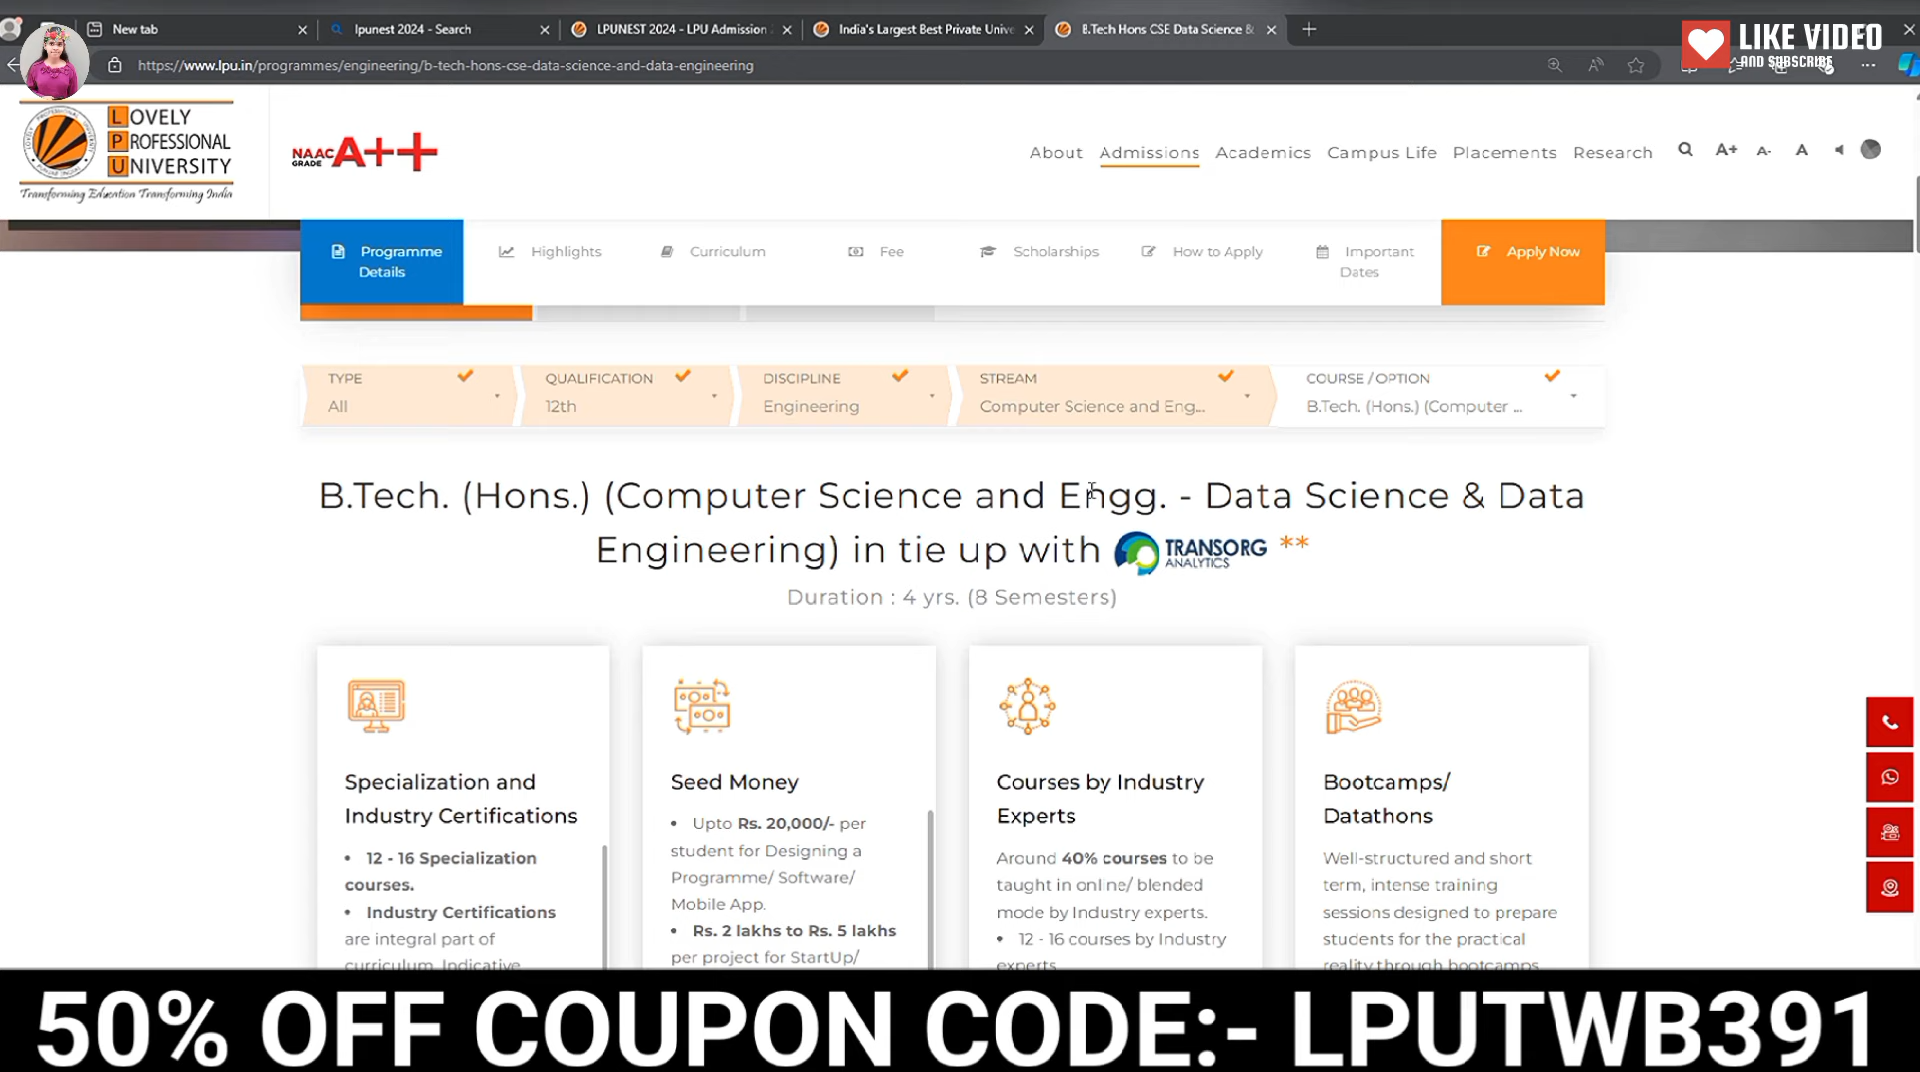 New tab
lpunest 2024 - Search
LPUNEST 2024 - LPU Admission
India's Largest Best Private Unive
B.Tech Hons CSE Data Science &
LIKE VIDEO
AND SUBSCRIBE
https://www.lpu.in/programmes/engineering/b-tech-hons-cse-data-science-and-data-engineering
LOVELY
PROFESSIONAL
UNIVERSITY
Transforming Education Transforming India
NAAC
GRADE
A++
About Admissions Academics Campus Life Placements Research A+ A- A
Programme
Details
Highlights
Curriculum
Fee
Scholarships
How to Apply
Important
Dates
Apply Now
TYPE
All
QUALIFICATION
12th
DISCIPLINE
Engineering
STREAM
Computer Science and Eng...
COURSE / OPTION
B.Tech. (Hons.) (Computer ...
B.Tech. (Hons.) (Computer Science and Engg. - Data Science & Data
Engineering) in tie up with TRANSORG ANALYTICS **
Duration : 4 yrs. (8 Semesters)
Specialization and
Industry Certifications
• 12 - 16 Specialization
courses.
• Industry Certifications
are integral part of
curriculum. Indicative
Seed Money
• Upto Rs. 20,000/- per
student for Designing a
Programme/ Software/
Mobile App.
• Rs. 2 lakhs to Rs. 5 lakhs
per project for StartUp/
Courses by Industry
Experts
Around 40% courses to be
taught in online/ blended
mode by Industry experts.
• 12 - 16 courses by Industry
experts
Bootcamps/
Datathons
Well-structured and short
term, intense training
sessions designed to prepare
students for the practical
reality through bootcamps
50% OFF COUPON CODE:- LPUTWB391